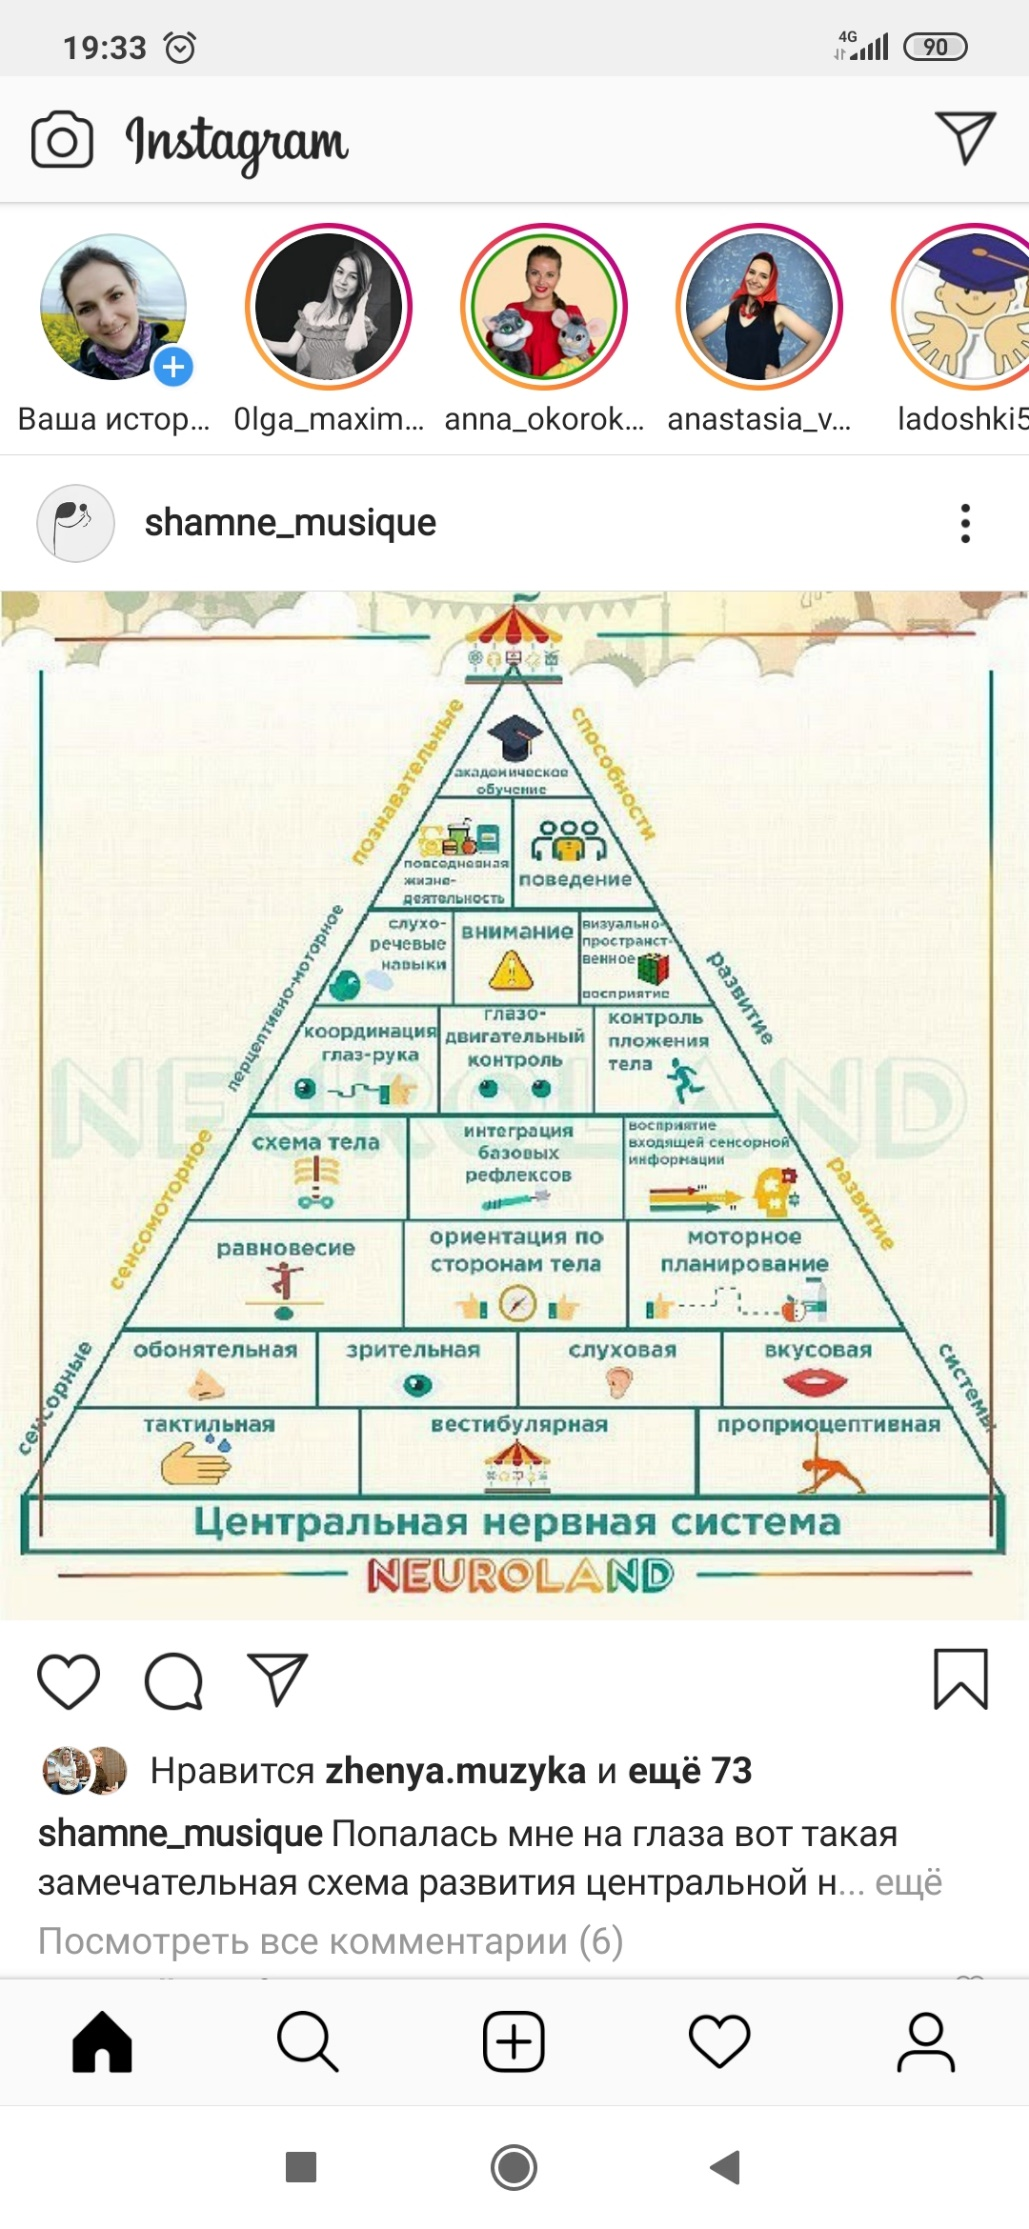 19:33
4G
90
Instagram
Ваша истор...
0lga_maxim...
anna_okorok...
anastasia_v...
ladoshki5
shamne_musique
познавательные
способности
академическое
обучение
повседневная
жизне-
деятельность
поведение
перцептивно-моторное
развитие
слухо-
речевые
навыки
внимание
визуально-
пространст-
венное
восприятие
координация
глаз-рука
глазо-
двигательный
контроль
контроль
пложения
тела
NEUROLAND
сенсомоторное
развитие
схема тела
интеграция
базовых
рефлексов
восприятие
входящей сенсорной
информации
равновесие
ориентация по
сторонам тела
моторное
планирование
сенсорные
системы
обонятельная
зрительная
слуховая
вкусовая
тактильная
вестибулярная
проприоцептивная
Центральная нервная система
NEUROLAND
Нравится zhenya.muzyka и ещё 73
shamne_musique Попалась мне на глаза вот такая
замечательная схема развития центральной н... ещё
Посмотреть все комментарии (6)